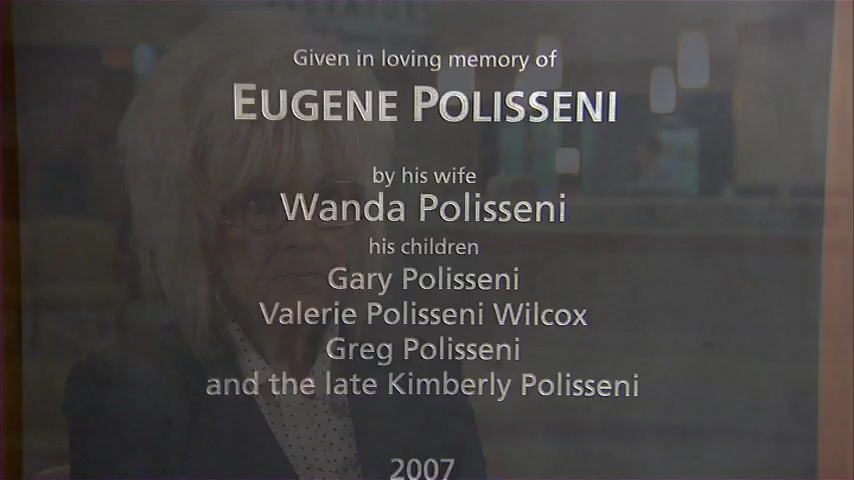 Given in loving memory of
EUGENE POLISSENI
by his wife
Wanda Polisseni
his children
Gary Polisseni
Valerie Polisseni Wilcox
Greg Polisseni
and the late Kimberly Polisseni
2007